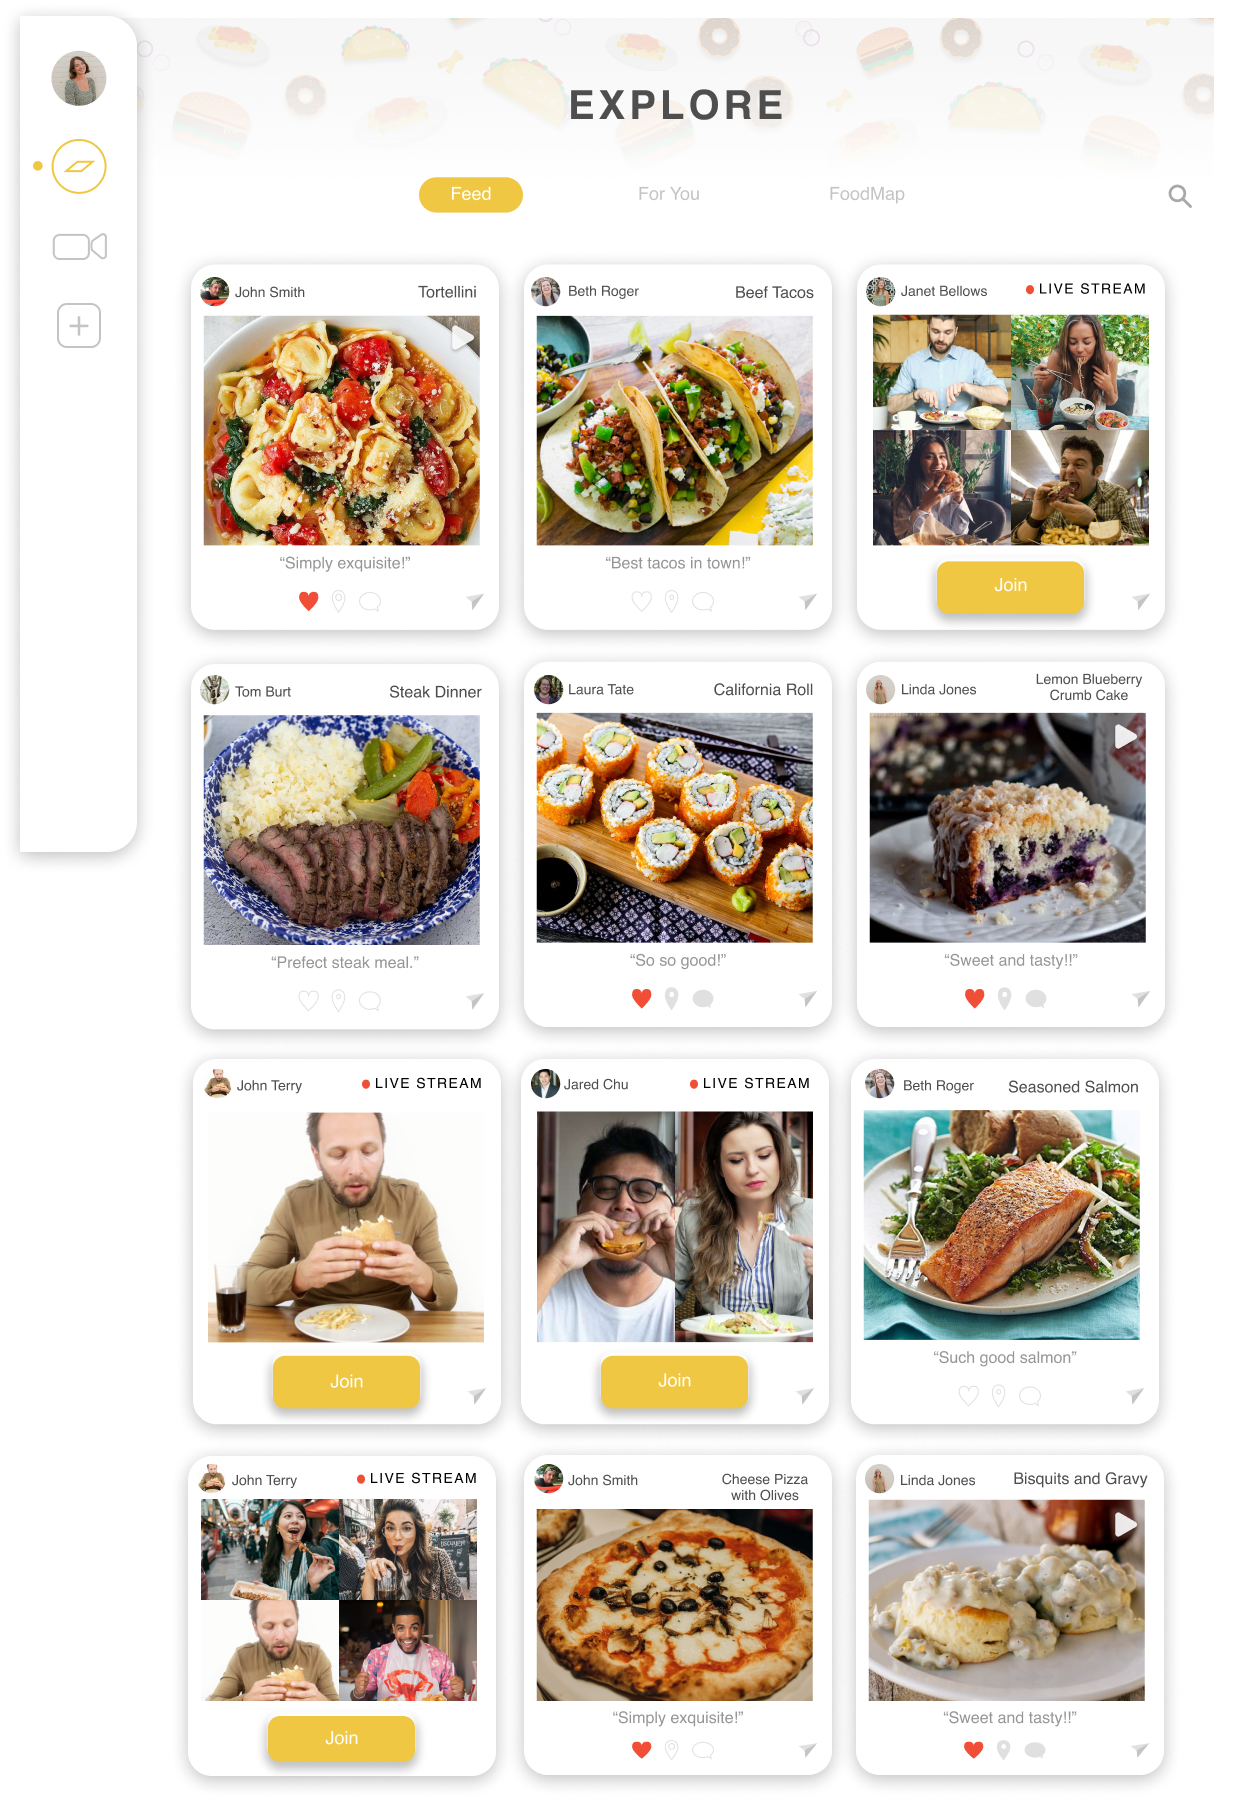 EXPLORE
Feed
For You
FoodMap
John Smith
Tortellini
Beth Roger
Beef Tacos
Janet Bellows
LIVE STREAM
“Simply exquisite!”
“Best tacos in town!”
Join
Tom Burt
Steak Dinner
Laura Tate
California Roll
Linda Jones
Lemon Blueberry
Crumb Cake
“Prefect steak meal.”
“So so good!”
“Sweet and tasty!!”
John Terry
LIVE STREAM
Jared Chu
LIVE STREAM
Beth Roger
Seasoned Salmon
Join
Join
“Such good salmon”
John Terry
LIVE STREAM
John Smith
Cheese Pizza
with Olives
Linda Jones
Bisquits and Gravy
Join
“Simply exquisite!”
“Sweet and tasty!!”